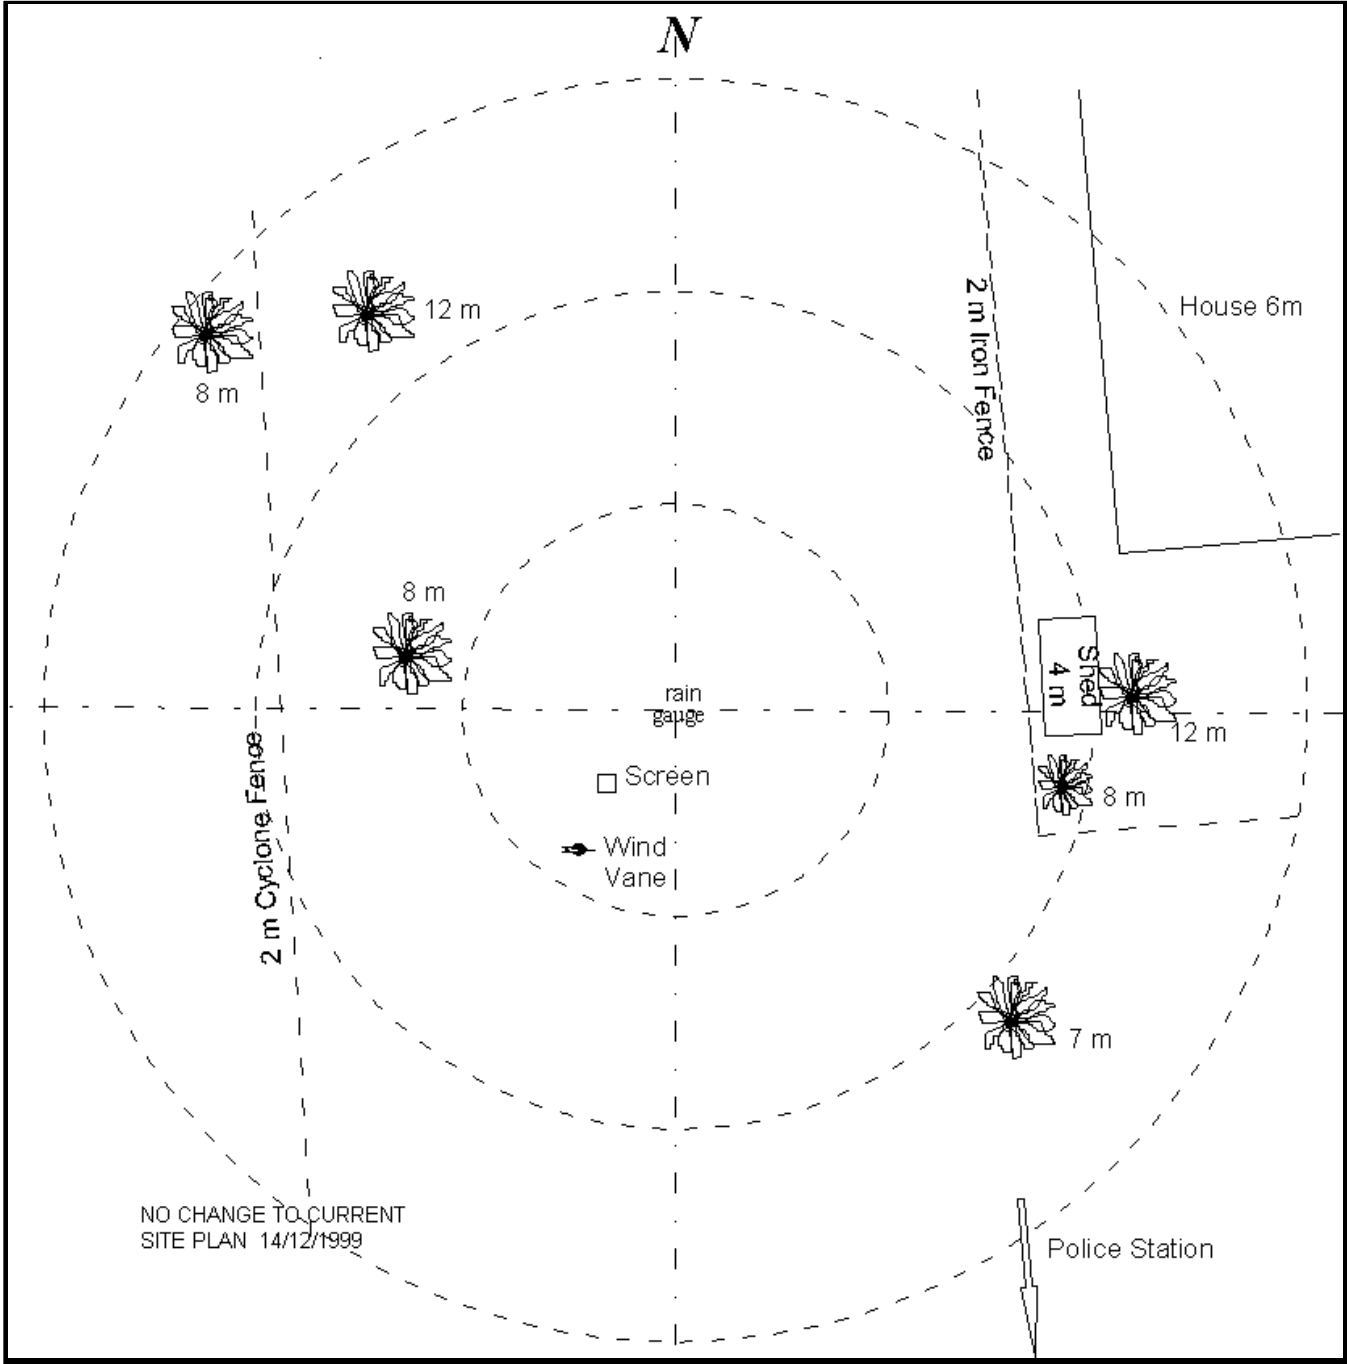 N
12 m
House 6m
2 m Iron Fence
8 m
8 m
rain
gauge
Shed
4 m
12 m
Screen
8 m
2 m Cyclone Fence
Wind
Vane
7 m
NO CHANGE TO CURRENT
SITE PLAN 14/12/1999
Police Station